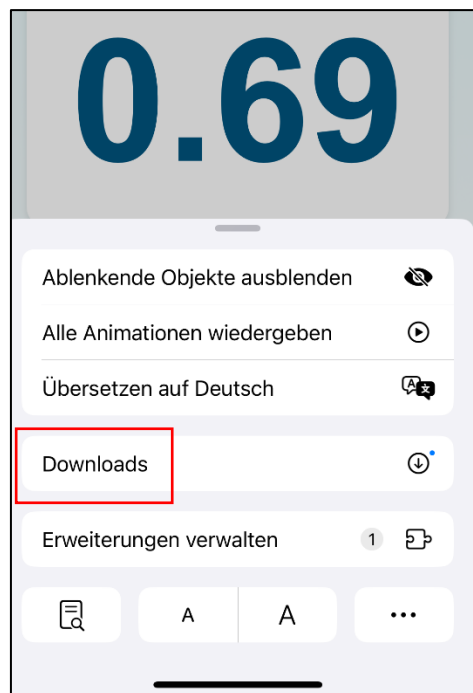 0.69
Ablenkende Objekte ausblenden
Alle Animationen wiedergeben
Übersetzen auf Deutsch
Downloads
Erweiterungen verwalten 1
A A